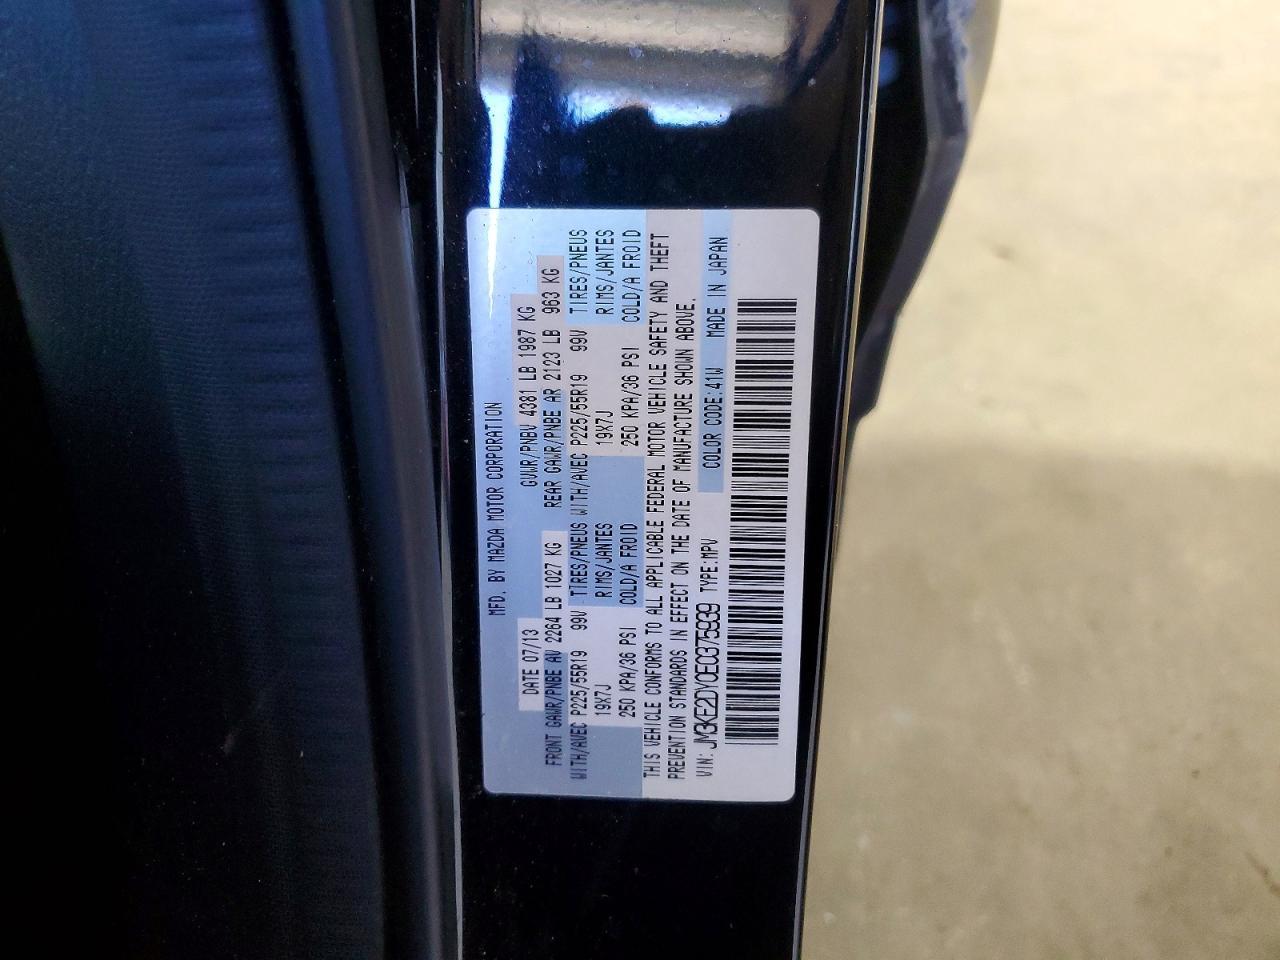 MFD. BY MAZDA MOTOR CORPORATION
DATE 07/13 GVWR/PNBV 4381 LB 1987 KG
FRONT GAWR/PNBE AV 2264 LB 1027 KG REAR GAWR/PNBE AR 2123 LB 963 KG
WITH/AVEC P225/55R19 99V TIRES/PNEUS WITH/AVEC P225/55R19 99V TIRES/PNEUS
19X7J RIMS/JANTES 19X7J RIMS/JANTES
250 KPA/36 PSI COLD/A FROID 250 KPA/36 PSI COLD/A FROID
THIS VEHICLE CONFORMS TO ALL APPLICABLE FEDERAL MOTOR VEHICLE SAFETY AND THEFT
PREVENTION STANDARDS IN EFFECT ON THE DATE OF MANUFACTURE SHOWN ABOVE.
VIN: JM3KE2DY0E0375939 TYPE:MPV COLOR CODE:41W MADE IN JAPAN